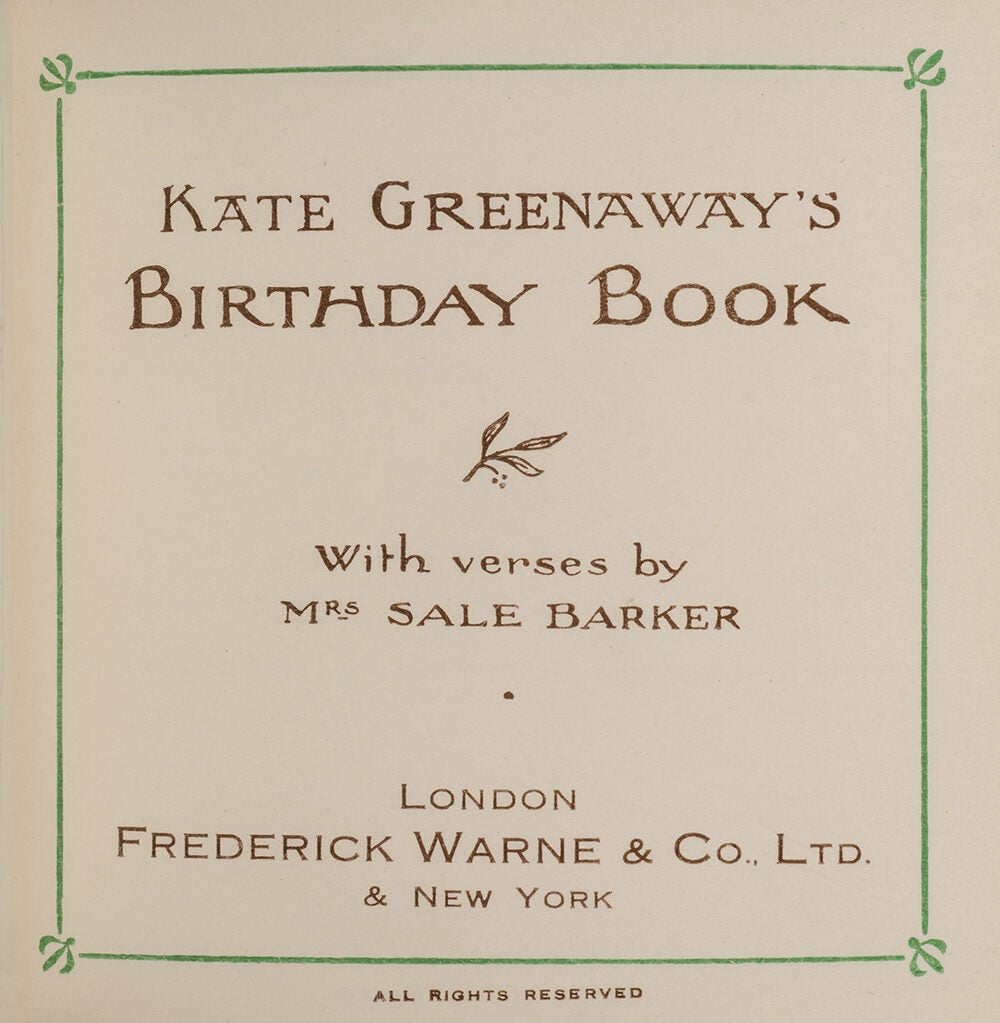 KATE GREENAWAY'S
BIRTHDAY BOOK
With verses by
MRS SALE BARKER
LONDON
FREDERICK WARNE & CO., LTD.
& NEW YORK
ALL RIGHTS RESERVED